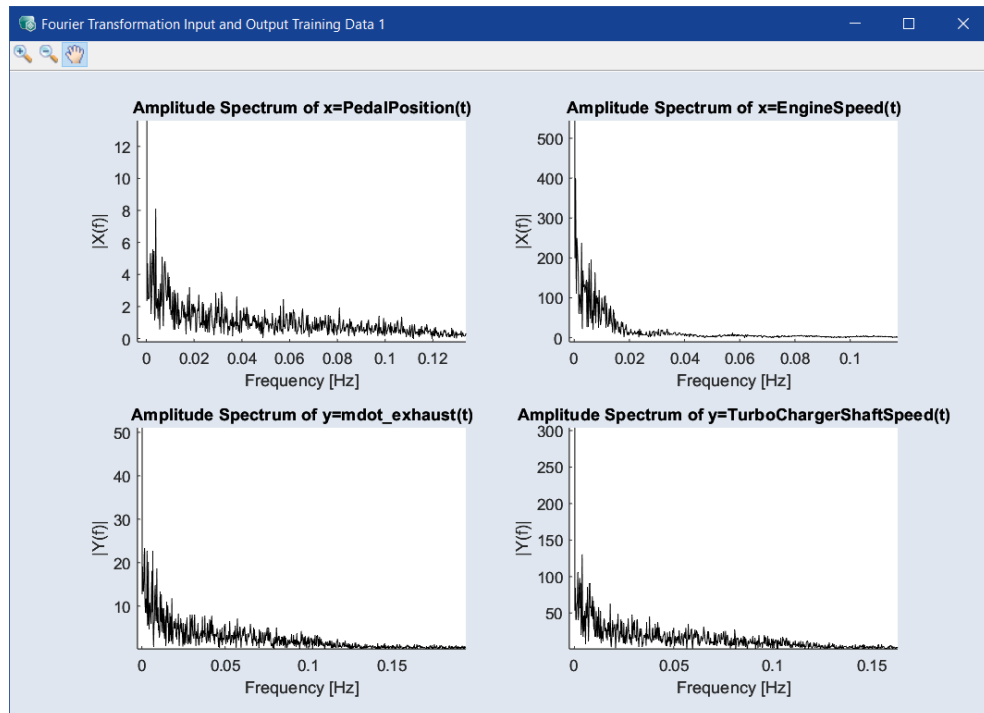 Fourier Transformation Input and Output Training Data 1
Amplitude Spectrum of x=PedalPosition(t)
12
10
8
6
4
2
0
|X(f)|
0 0.02 0.04 0.06 0.08 0.1 0.12
Frequency [Hz]
Amplitude Spectrum of x=EngineSpeed(t)
500
400
300
200
100
0
|X(f)|
0 0.02 0.04 0.06 0.08 0.1
Frequency [Hz]
Amplitude Spectrum of y=mdot_exhaust(t)
50
40
30
20
10
|Y(f)|
0 0.05 0.1 0.15
Frequency [Hz]
Amplitude Spectrum of y=TurboChargerShaftSpeed(t)
300
250
200
150
100
50
|Y(f)|
0 0.05 0.1 0.15
Frequency [Hz]